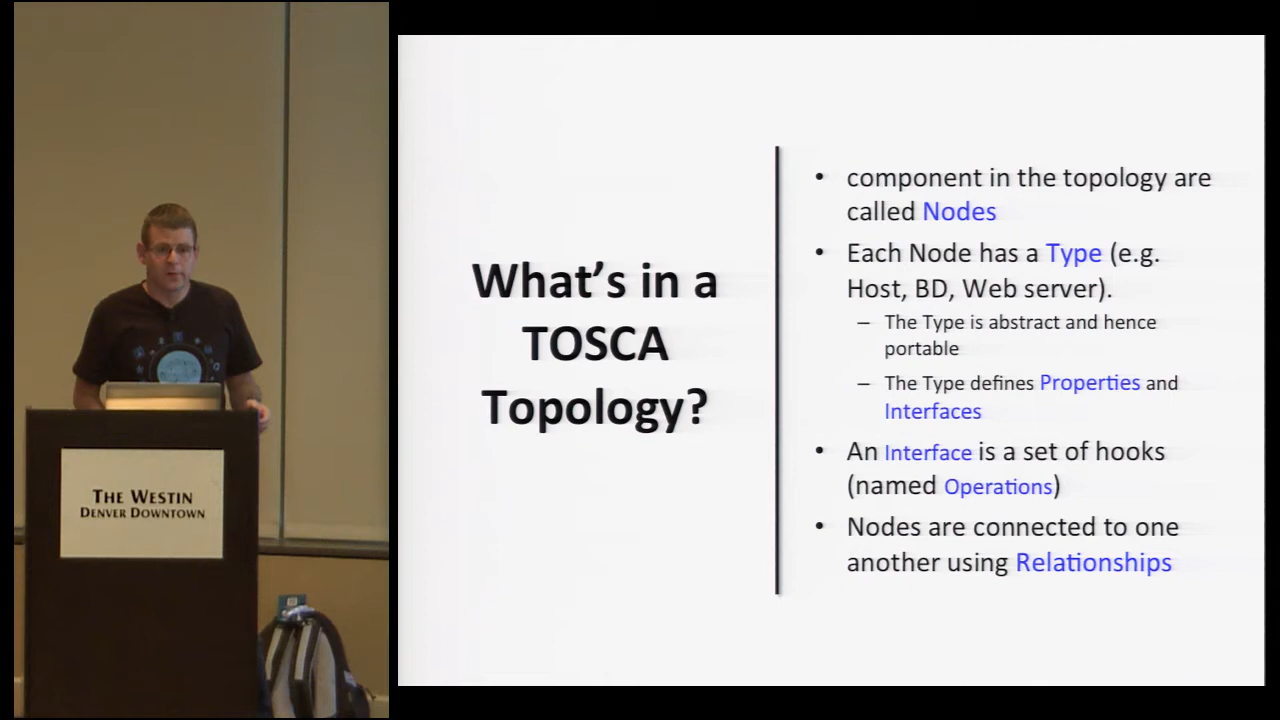 THE WESTIN
DENVER DOWNTOWN
What's in a
TOSCA
Topology?
• component in the topology are
called Nodes
• Each Node has a Type (e.g.
Host, BD, Web server).
– The Type is abstract and hence
portable
– The Type defines Properties and
Interfaces
• An Interface is a set of hooks
(named Operations)
• Nodes are connected to one
another using Relationships